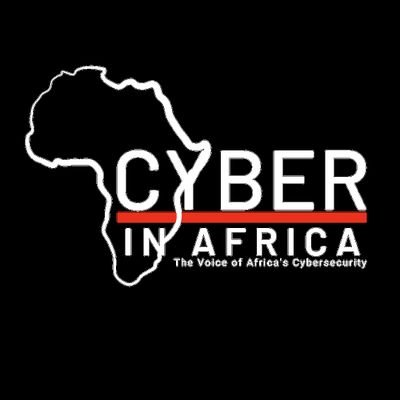 CYBER
IN AFRICA
The Voice of Africa's Cybersecurity